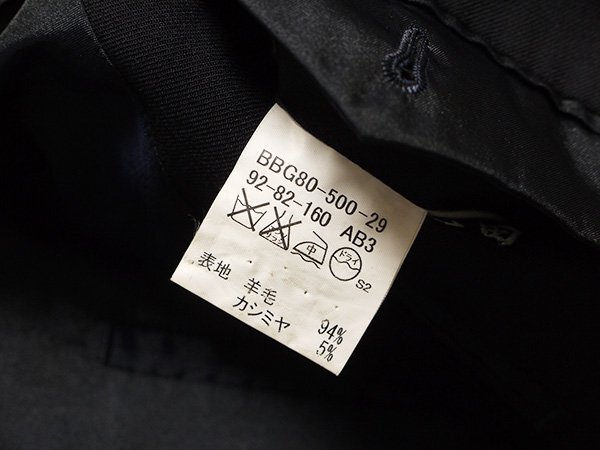 BBG80-500-29
92-82-160 AB3
中 ドライ
S2
表地 羊毛 94%
カシミヤ 5%